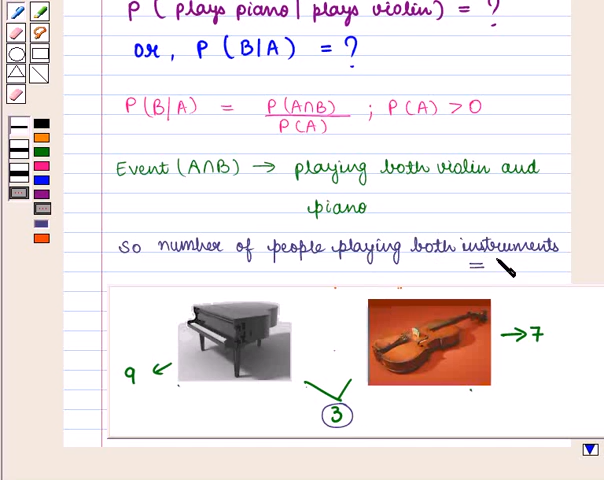 P ( plays piano | plays violin) = ?
or, P (B|A) = ?
P(B|A) = P(A∩B) / P(A) ; P(A) > 0
Event (A∩B) → playing both violin and
piano
so number of people playing both instruments
=
9 ← → 7
3